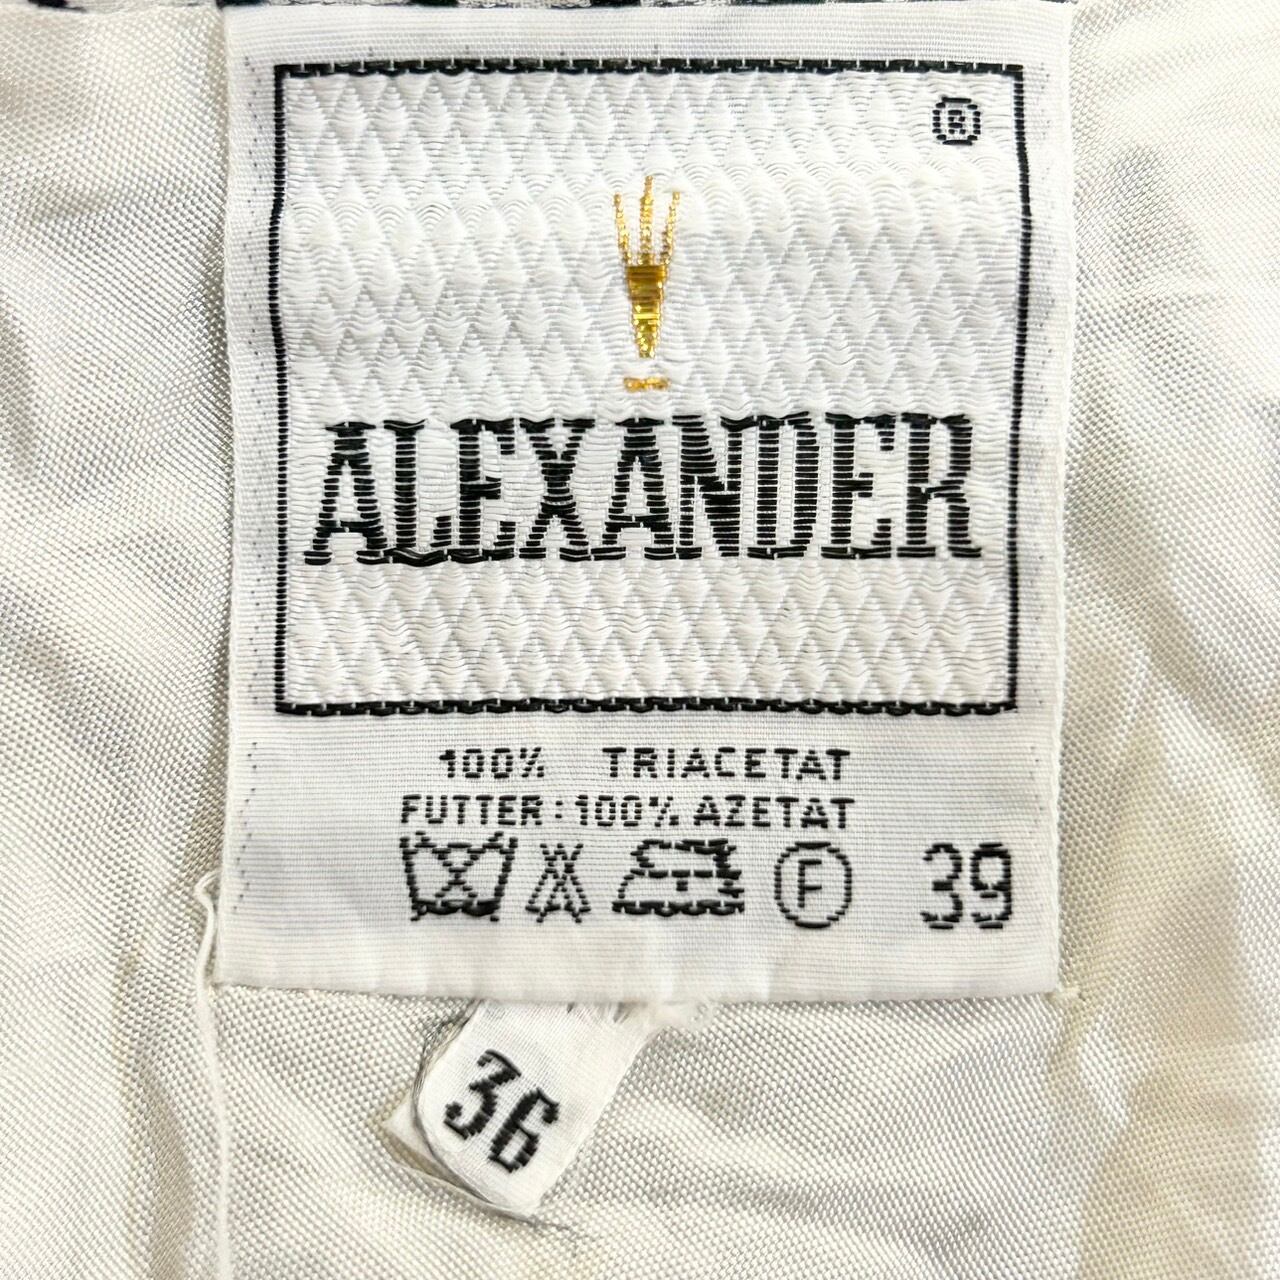 ®
ALEXANDER
100% TRIACETAT
FUTTER: 100% AZETAT
F 39
36